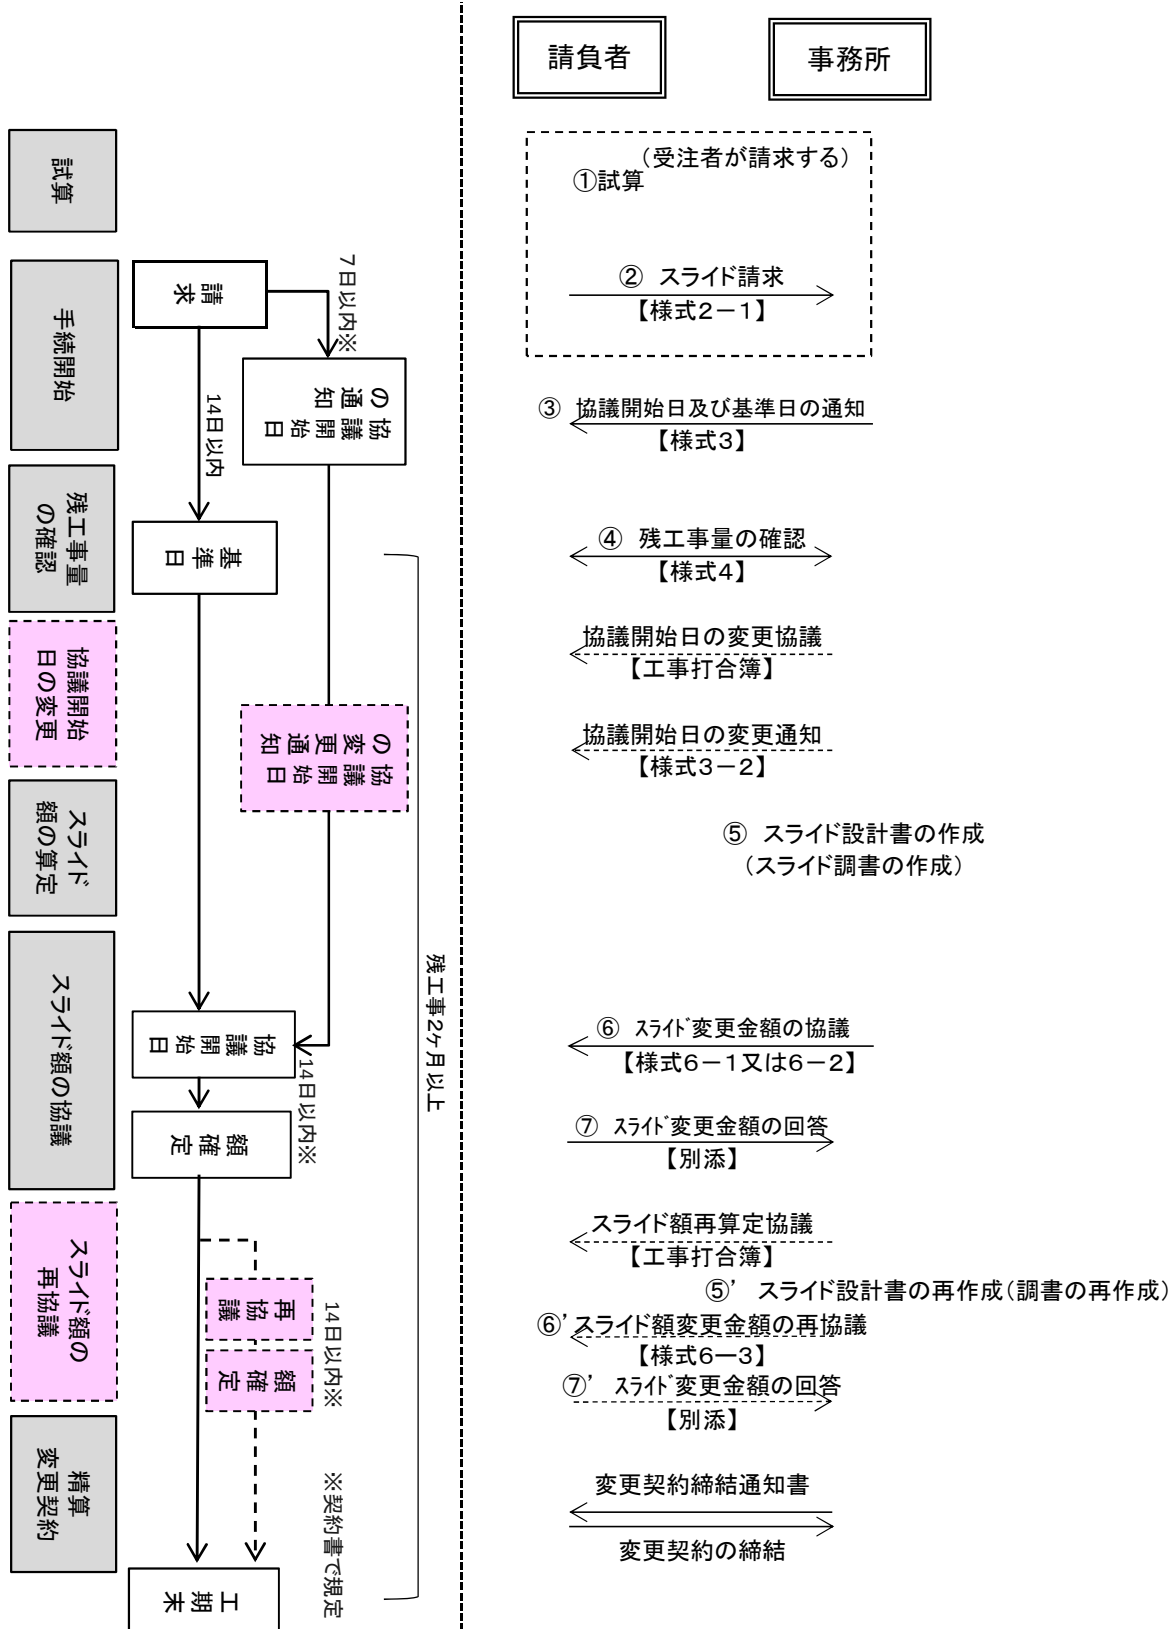 請負者
事務所
試算
手続開始
残工事量
の確認
協議開始
日の変更
スライド
額の算定
スライド額の協議
スライド額の
再協議
精算
変更契約
請求
7日以内※
14日以内
協議開始日
の通知
基準日
協議開始日
の変更通知
協議開始日
14日以内※
額確定
再協議
額確定
14日以内※
※契約書で規定
工期末
残工事2ヶ月以上
(受注者が請求する)
①試算
② スライド請求
【様式2-1】
③ 協議開始日及び基準日の通知
【様式3】
④ 残工事量の確認
【様式4】
協議開始日の変更協議
【工事打合簿】
協議開始日の変更通知
【様式3-2】
⑤ スライド設計書の作成
(スライド調書の作成)
⑥ スライド変更金額の協議
【様式6-1又は6-2】
⑦ スライド変更金額の回答
【別添】
スライド額再算定協議
【工事打合簿】
⑤’ スライド設計書の再作成(調書の再作成)
⑥’スライド額変更金額の再協議
【様式6ー3】
⑦’ スライド変更金額の回答
【別添】
変更契約締結通知書
変更契約の締結